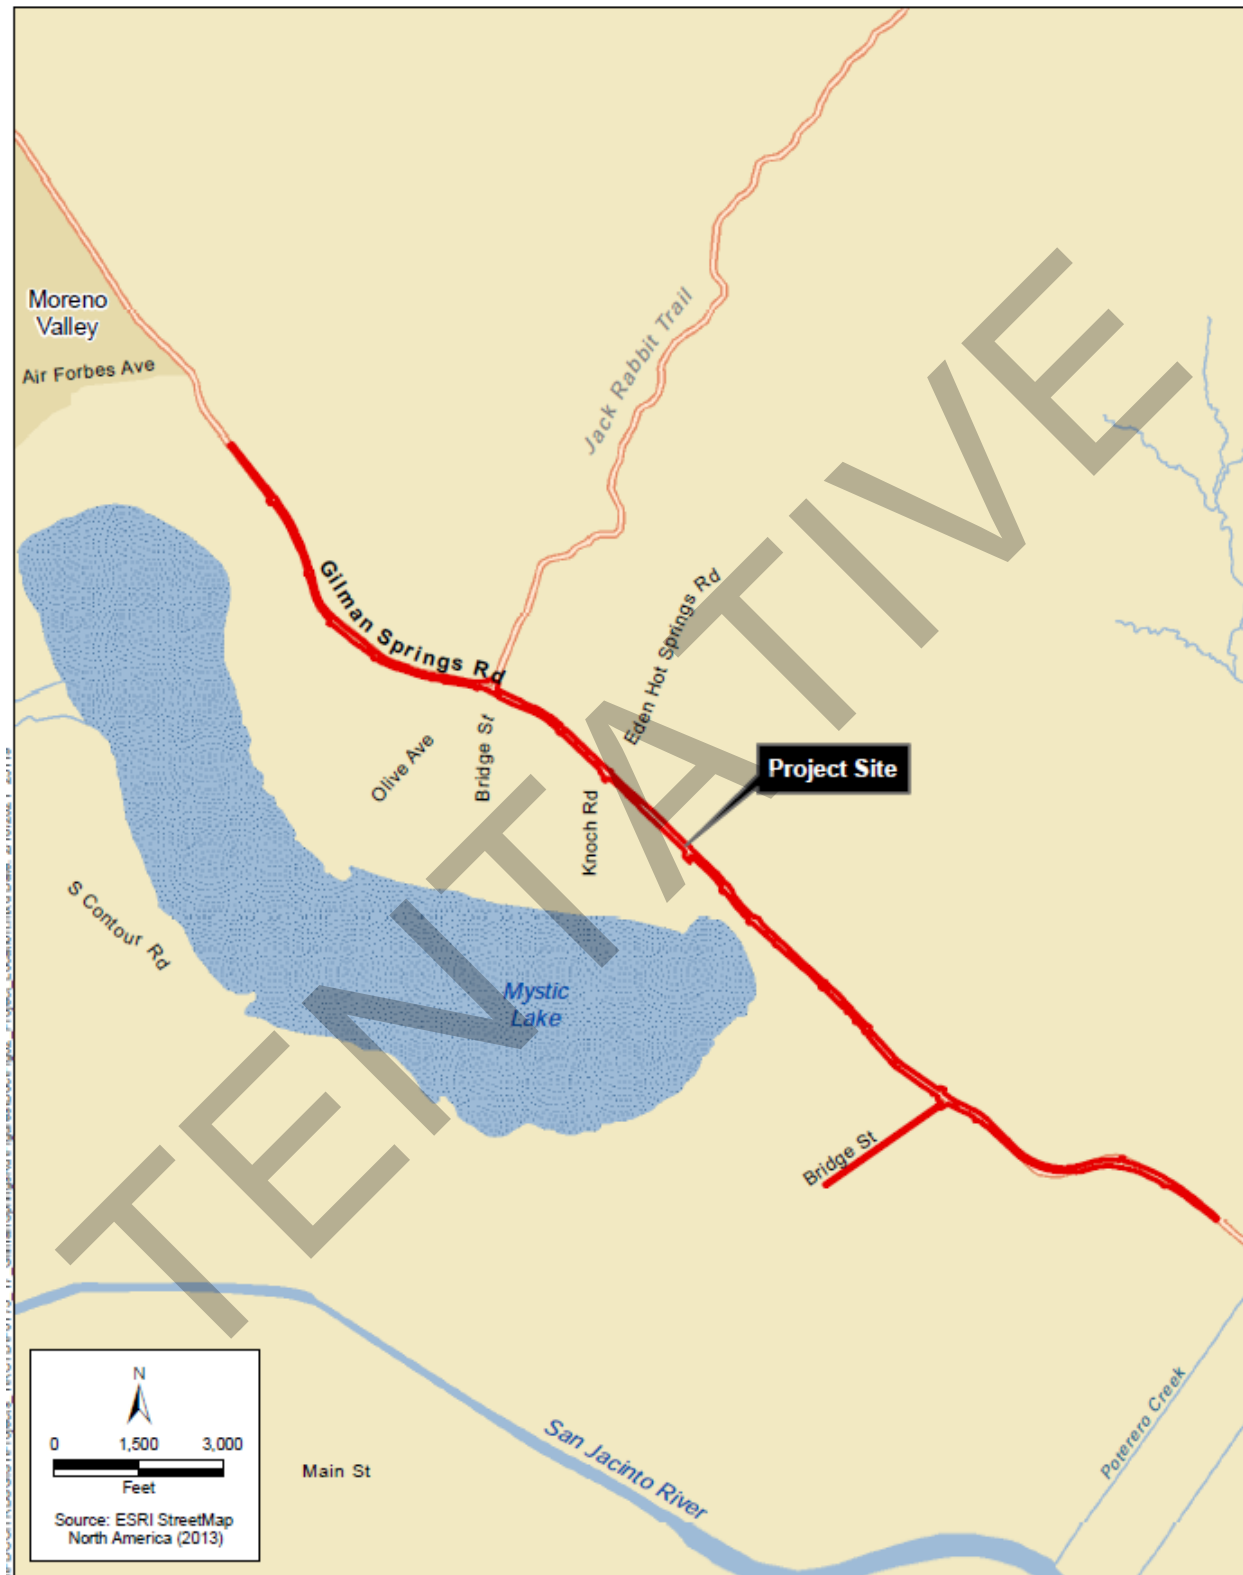 Moreno
Valley
Air Forbes Ave
Jack Rabbit Trail
Gilman Springs Rd
Eden Hot Springs Rd
Olive Ave
Bridge St
Knoch Rd
Project Site
S Contour Rd
Mystic
Lake
Bridge St
TENTATIVE
N
0 1,500 3,000
Feet
Source: ESRI StreetMap
North America (2013)
Main St
San Jacinto River
Poterero Creek